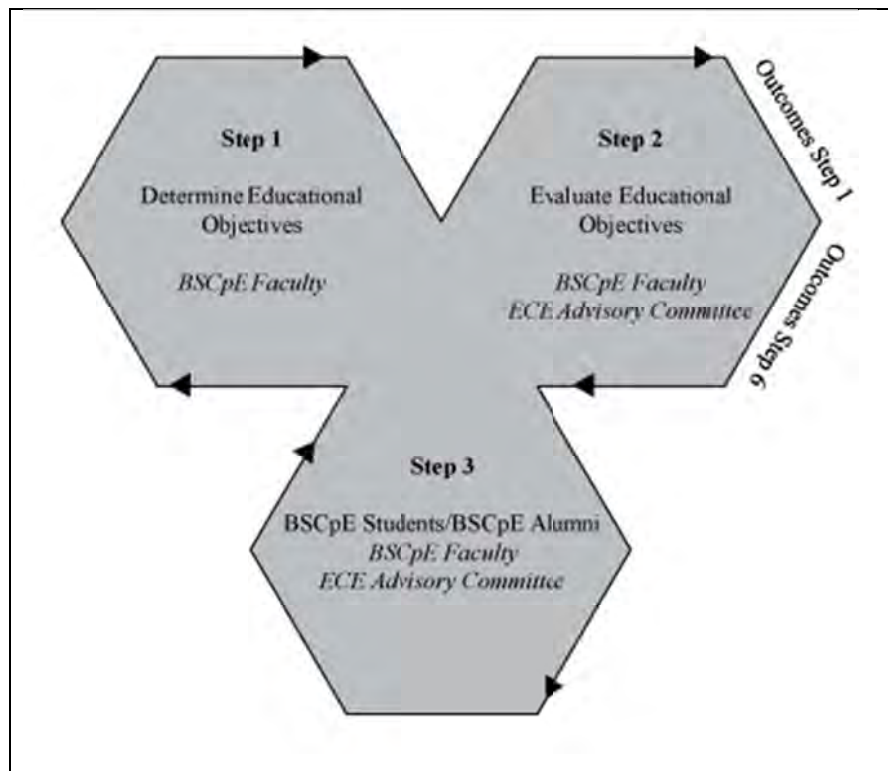 Step 1
Determine Educational
Objectives
BSCpE Faculty
Step 2
Evaluate Educational
Objectives
BSCpE Faculty
ECE Advisory Committee
Outcomes Step 1
Outcomes Step 6
Step 3
BSCpE Students/BSCpE Alumni
BSCpE Faculty
ECE Advisory Committee